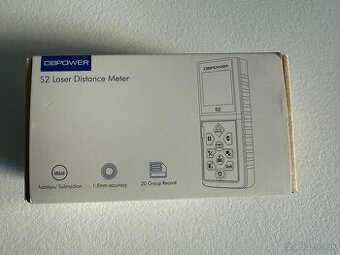 DBPOWER
S2 Laser Distance Meter
DBPOWER
S2
Addition/ Subtraction
1.5mm accuracy
20 Group Record